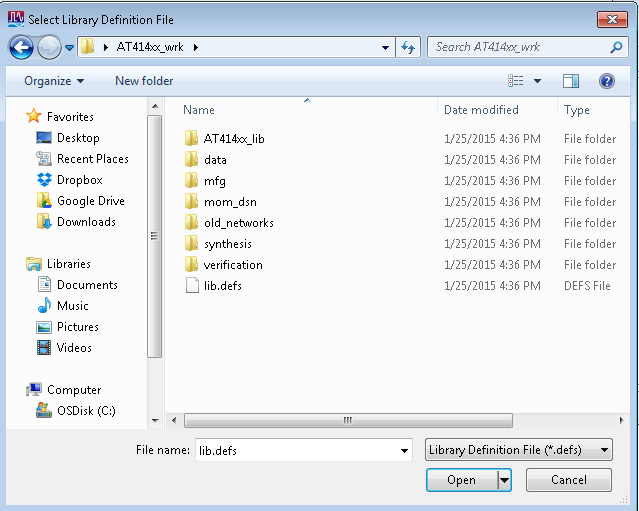 Select Library Definition File
AT414xx_wrk
Search AT414xx_wrk
Organize New folder
Name Date modified Type
Favorites
Desktop
Recent Places
Dropbox
Google Drive
Downloads
Libraries
Documents
Music
Pictures
Videos
Computer
OSDisk (C:)
AT414xx_lib 1/25/2015 4:36 PM File folder
data 1/25/2015 4:36 PM File folder
mfg 1/25/2015 4:36 PM File folder
mom_dsn 1/25/2015 4:36 PM File folder
old_networks 1/25/2015 4:36 PM File folder
synthesis 1/25/2015 4:36 PM File folder
verification 1/25/2015 4:36 PM File folder
lib.defs 1/25/2015 4:36 PM DEFS File
File name: lib.defs Library Definition File (*.defs)
Open Cancel